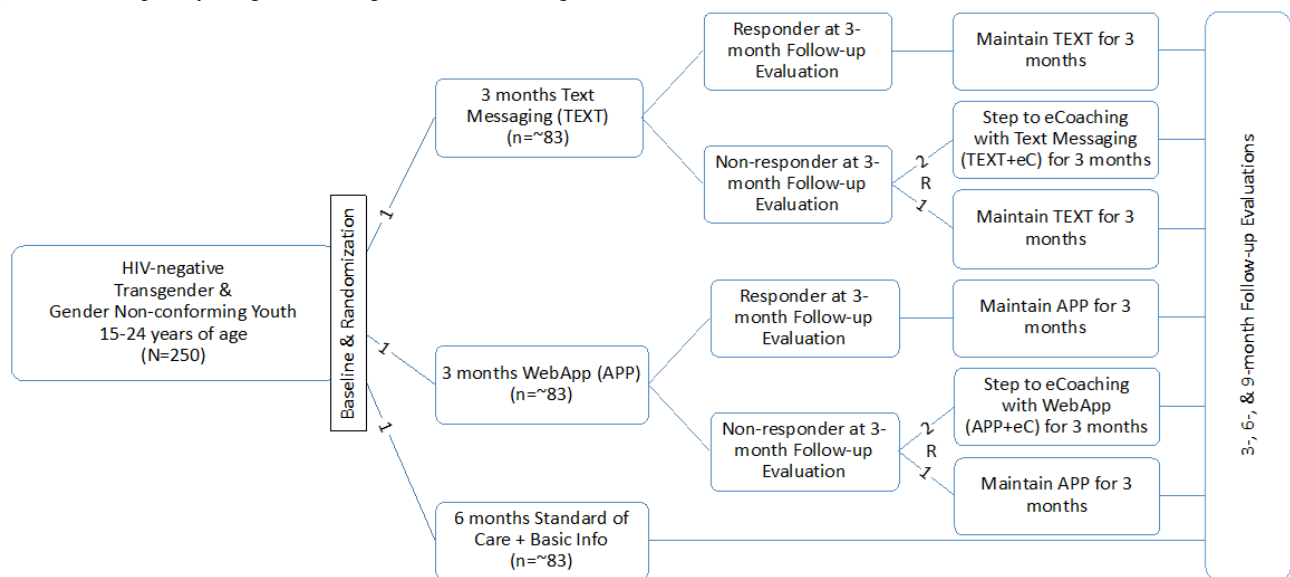 HIV-negative
Transgender &
Gender Non-conforming Youth
15-24 years of age
(N=250)
Baseline & Randomization
1
1
1
3 months Text
Messaging (TEXT)
(n=~83)
Responder at 3-
month Follow-up
Evaluation
Maintain TEXT for 3
months
Non-responder at 3-
month Follow-up
Evaluation
2
R
1
Step to eCoaching
with Text Messaging
(TEXT+eC) for 3 months
Maintain TEXT for 3
months
3 months WebApp (APP)
(n=~83)
Responder at 3-
month Follow-up
Evaluation
Maintain APP for 3
months
Non-responder at 3-
month Follow-up
Evaluation
2
R
1
Step to eCoaching
with WebApp
(APP+eC) for 3 months
Maintain APP for 3
months
6 months Standard of
Care + Basic Info
(n=~83)
3-, 6-, & 9-month Follow-up Evaluations